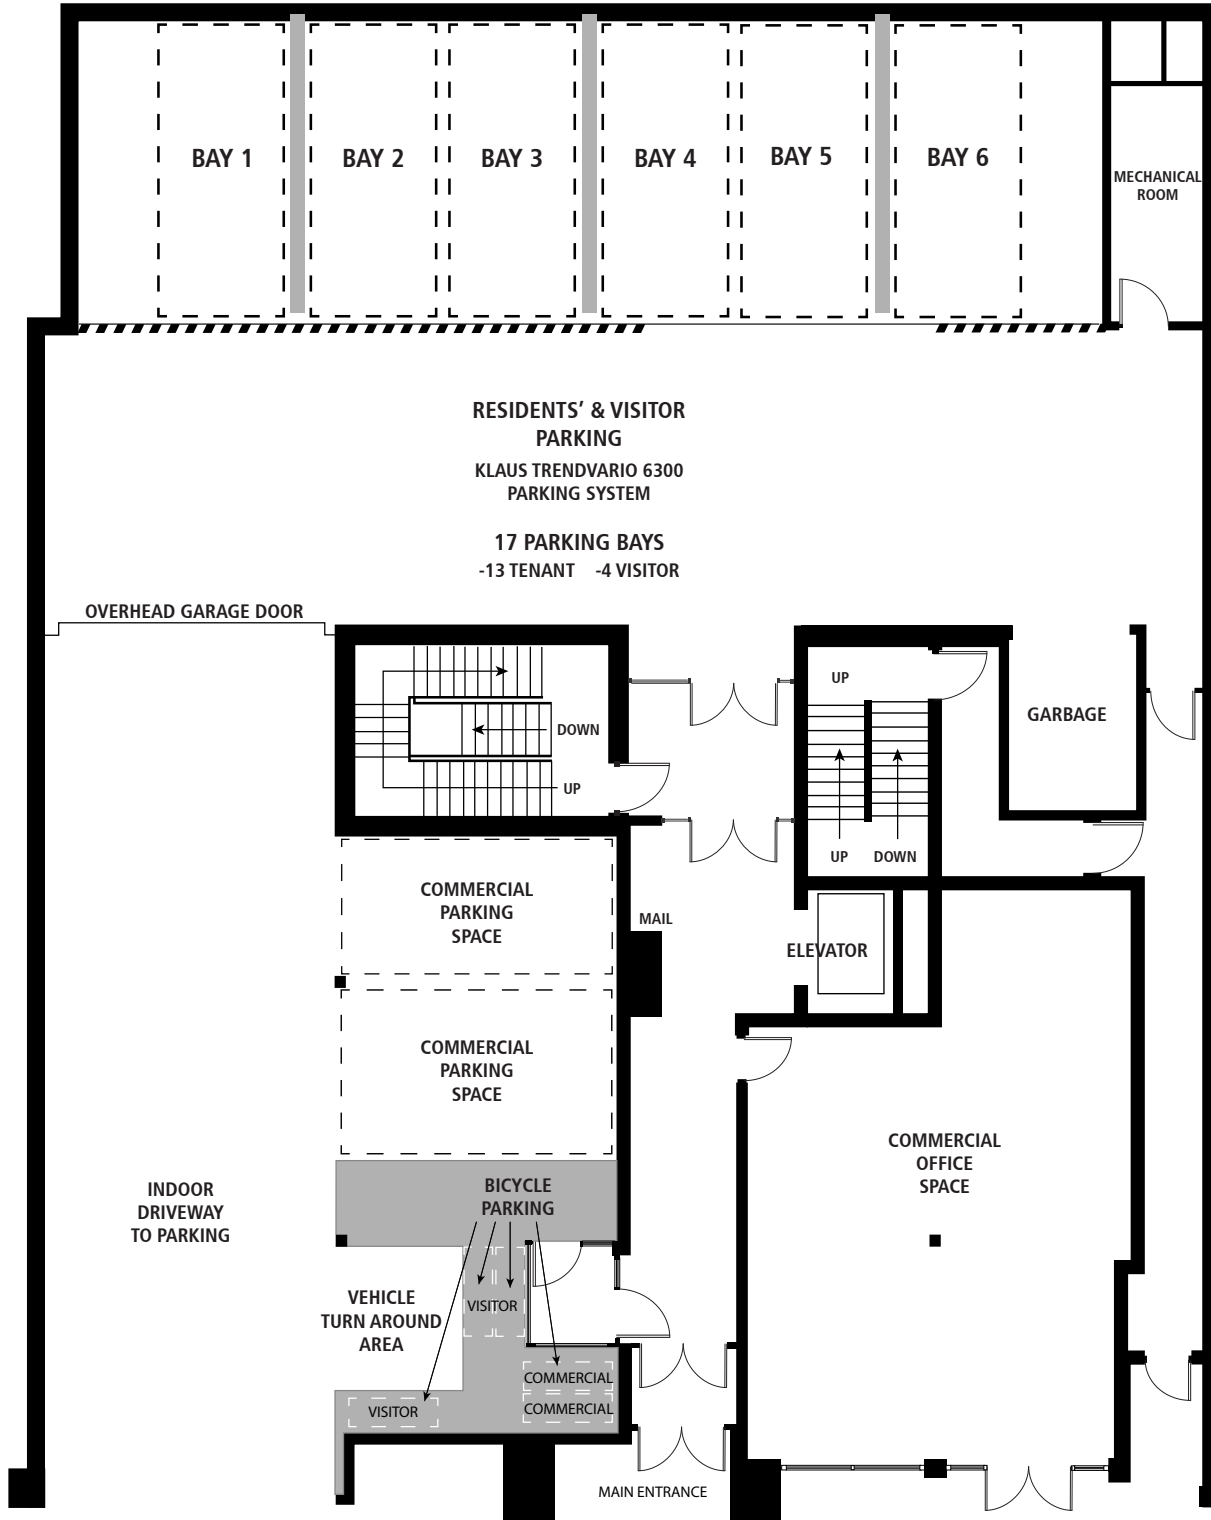 BAY 1
BAY 2
BAY 3
BAY 4
BAY 5
BAY 6
MECHANICAL
ROOM
RESIDENTS’ & VISITOR
PARKING
KLAUS TRENDVARIO 6300
PARKING SYSTEM
17 PARKING BAYS
-13 TENANT -4 VISITOR
OVERHEAD GARAGE DOOR
DOWN
UP
UP
UP
DOWN
GARBAGE
COMMERCIAL
PARKING
SPACE
MAIL
ELEVATOR
COMMERCIAL
PARKING
SPACE
COMMERCIAL
OFFICE
SPACE
INDOOR
DRIVEWAY
TO PARKING
BICYCLE
PARKING
VEHICLE
TURN AROUND
AREA
VISITOR
COMMERCIAL
COMMERCIAL
VISITOR
MAIN ENTRANCE